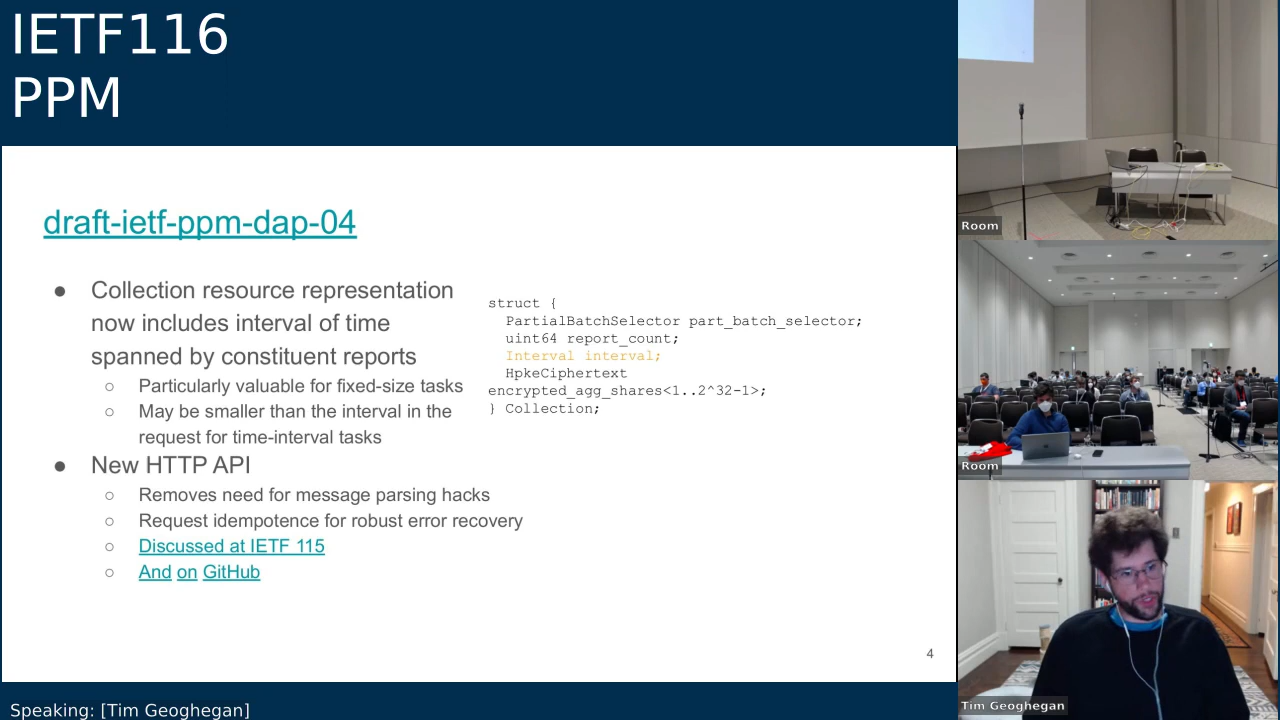 IETF116
PPM
draft-ietf-ppm-dap-04
● Collection resource representation
now includes interval of time
spanned by constituent reports
○ Particularly valuable for fixed-size tasks
○ May be smaller than the interval in the
request for time-interval tasks
● New HTTP API
○ Removes need for message parsing hacks
○ Request idempotence for robust error recovery
○ Discussed at IETF 115
○ And on GitHub
struct {
PartialBatchSelector part_batch_selector;
uint64 report_count;
Interval interval;
HpkeCiphertext
encrypted_agg_shares<1..2^32-1>;
} Collection;
4
Speaking: [Tim Geoghegan]
Room
Room
Tim Geoghegan